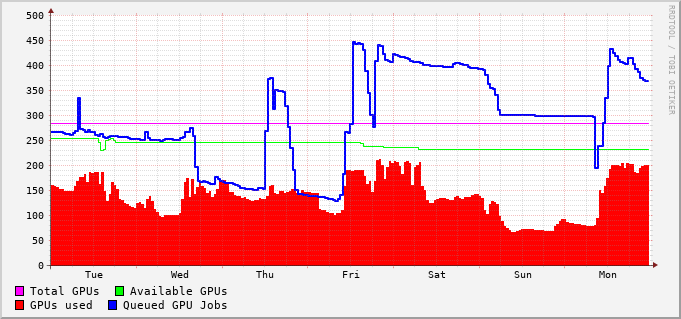 500
450
400
350
300
250
200
150
100
50
0
Tue Wed Thu Fri Sat Sun Mon
Total GPUs Available GPUs
GPUs used Queued GPU Jobs
RRDTOOL / TOBI OETIKER